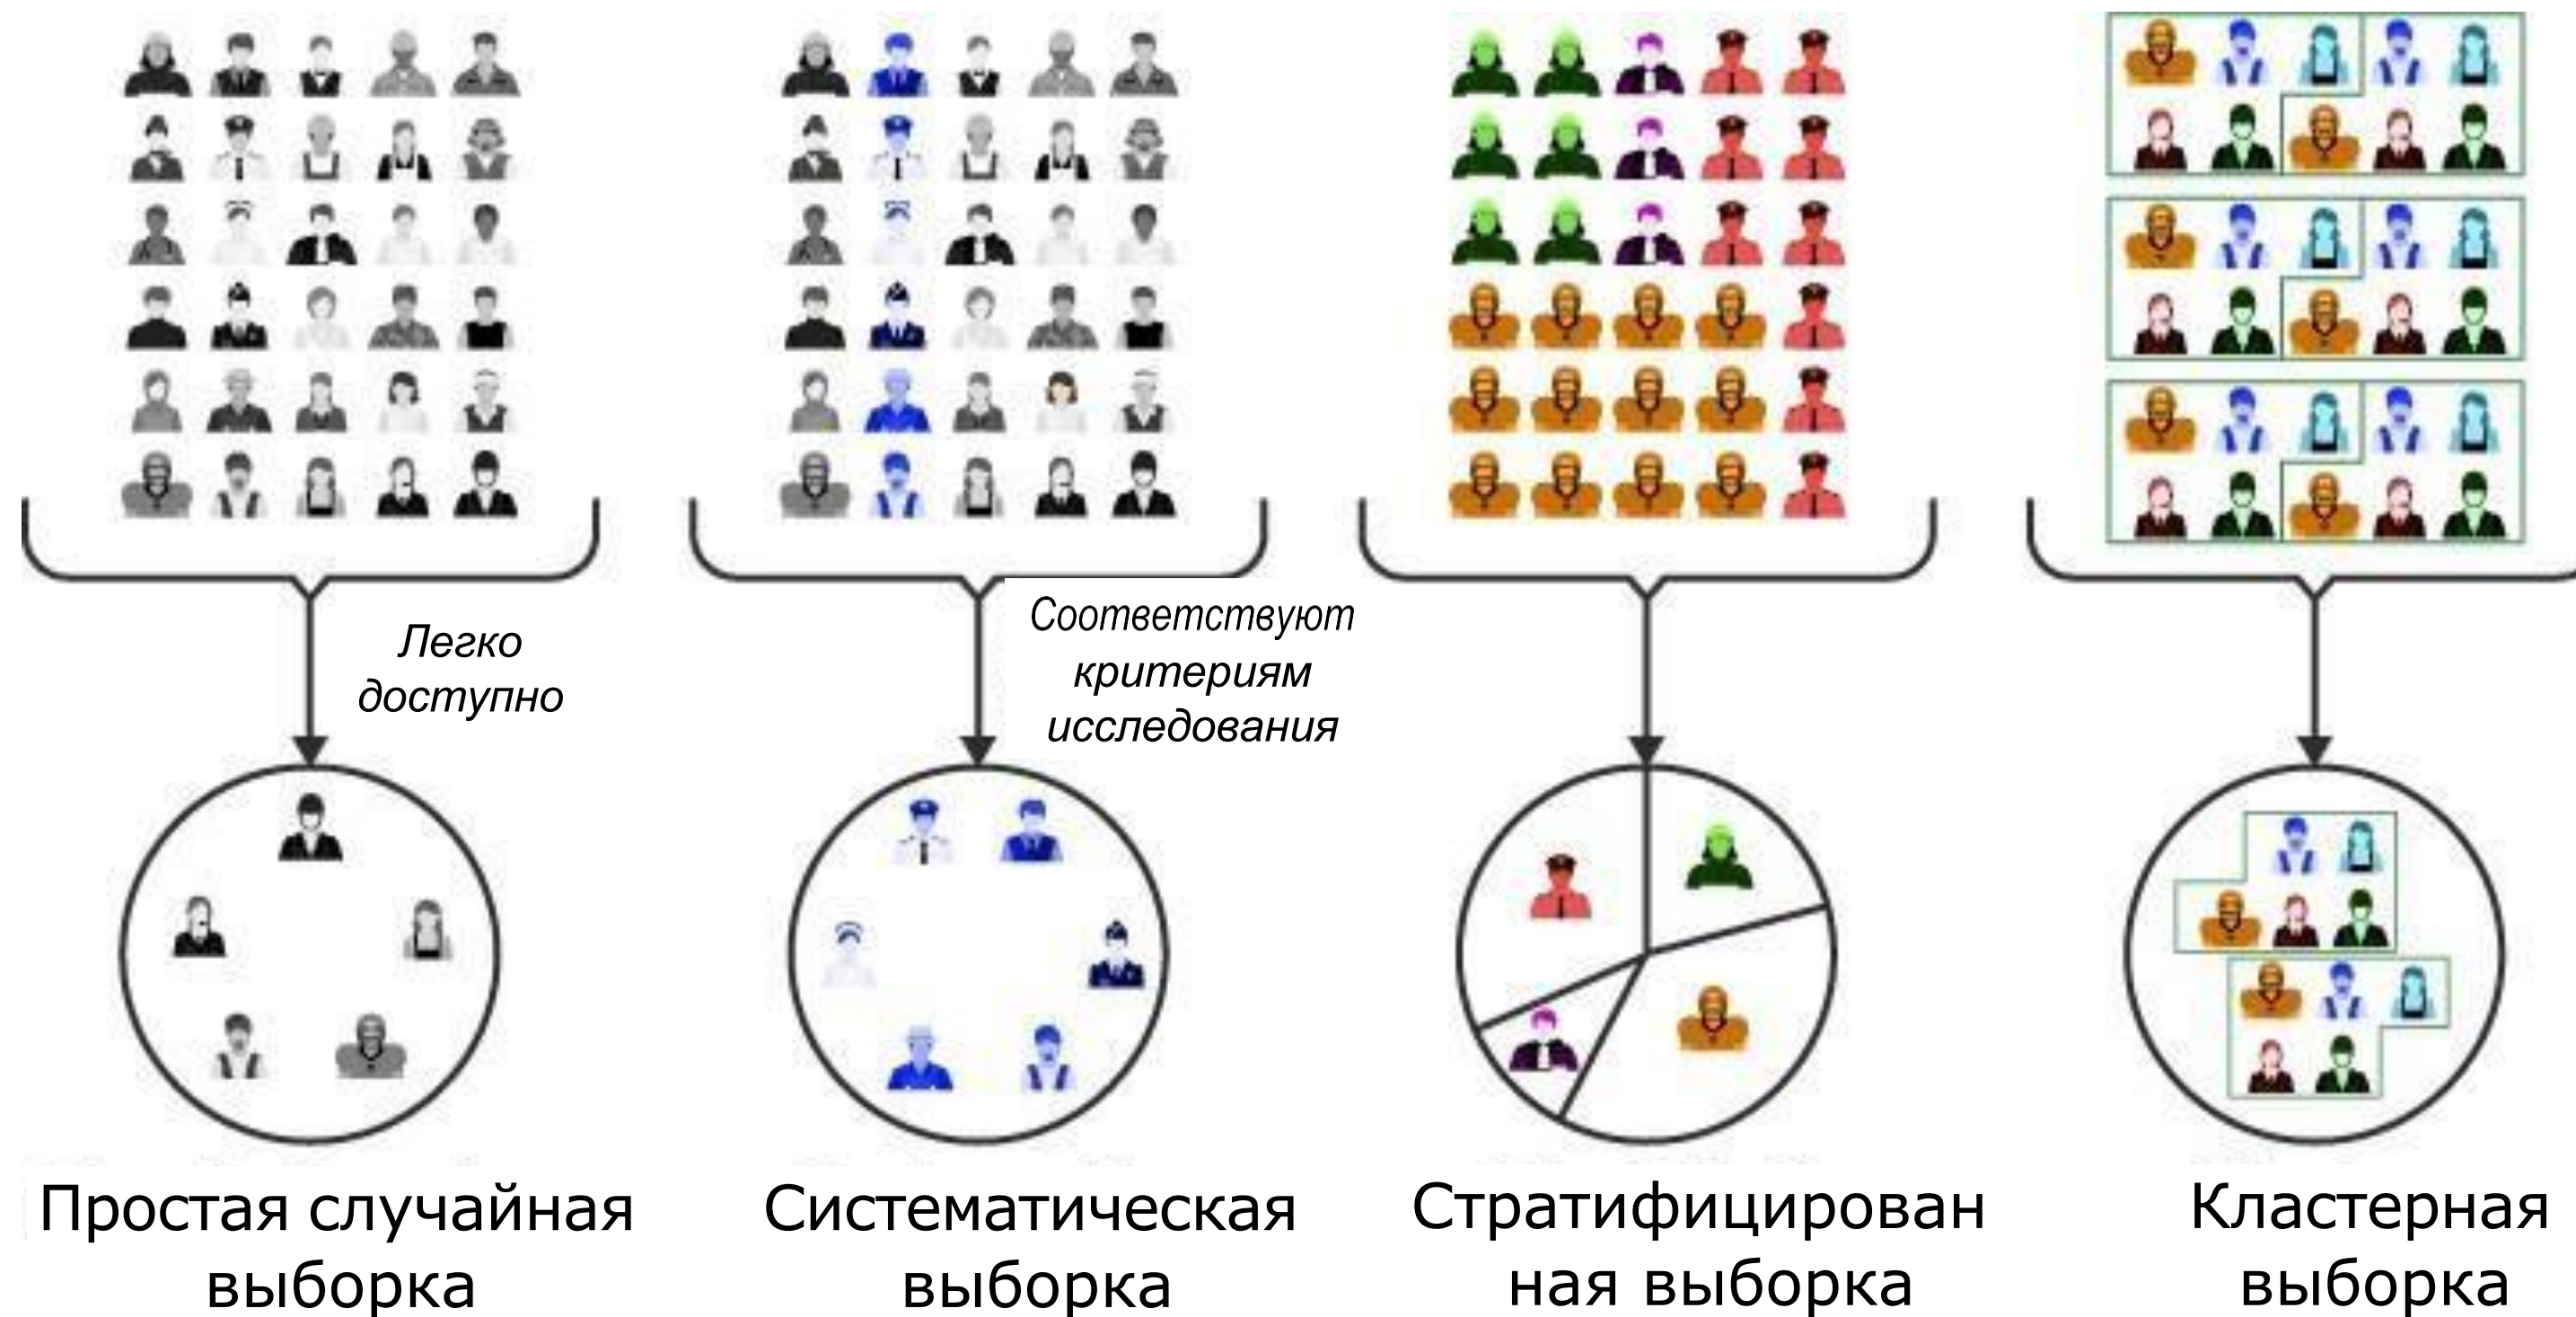 Легко
доступно
Соответствуют
критериям
исследования
Простая случайная
выборка
Систематическая
выборка
Стратифицирован
ная выборка
Кластерная
выборка